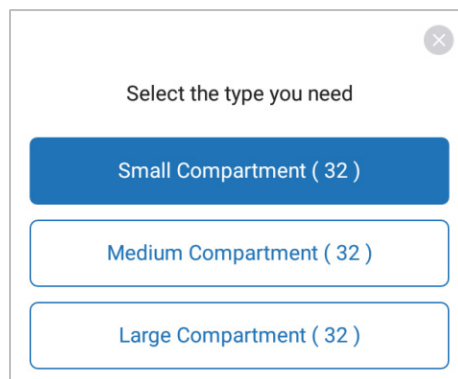 Select the type you need
Small Compartment ( 32 )
Medium Compartment ( 32 )
Large Compartment ( 32 )